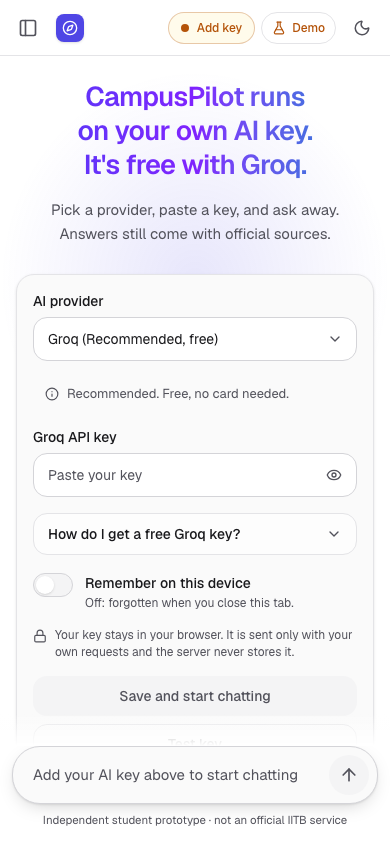 Add key
Demo
CampusPilot runs
on your own AI key.
It's free with Groq.
Pick a provider, paste a key, and ask away.
Answers still come with official sources.
AI provider
Groq (Recommended, free)
Recommended. Free, no card needed.
Groq API key
Paste your key
How do I get a free Groq key?
Remember on this device
Off: forgotten when you close this tab.
Your key stays in your browser. It is sent only with your
own requests and the server never stores it.
Save and start chatting
Test key
Add your AI key above to start chatting
Independent student prototype · not an official IITB service